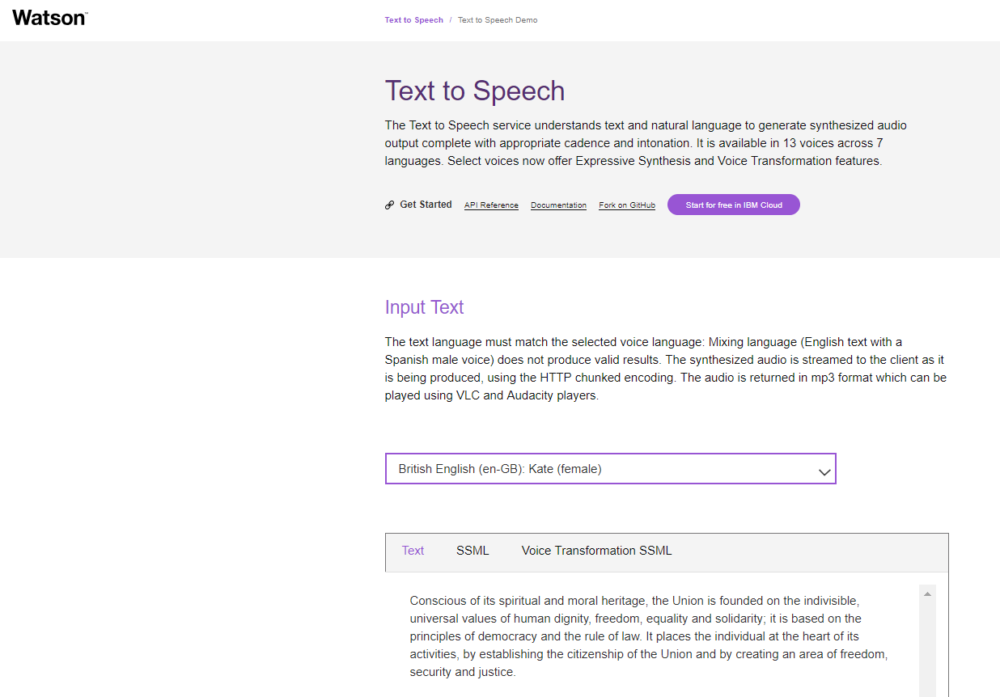 Watson™
Text to Speech / Text to Speech Demo
Text to Speech
The Text to Speech service understands text and natural language to generate synthesized audio
output complete with appropriate cadence and intonation. It is available in 13 voices across 7
languages. Select voices now offer Expressive Synthesis and Voice Transformation features.
Get Started API Reference Documentation Fork on GitHub Start for free in IBM Cloud
Input Text
The text language must match the selected voice language: Mixing language (English text with a
Spanish male voice) does not produce valid results. The synthesized audio is streamed to the client as it
is being produced, using the HTTP chunked encoding. The audio is returned in mp3 format which can be
played using VLC and Audacity players.
British English (en-GB): Kate (female)
Text SSML Voice Transformation SSML
Conscious of its spiritual and moral heritage, the Union is founded on the indivisible,
universal values of human dignity, freedom, equality and solidarity; it is based on the
principles of democracy and the rule of law. It places the individual at the heart of its
activities, by establishing the citizenship of the Union and by creating an area of freedom,
security and justice.